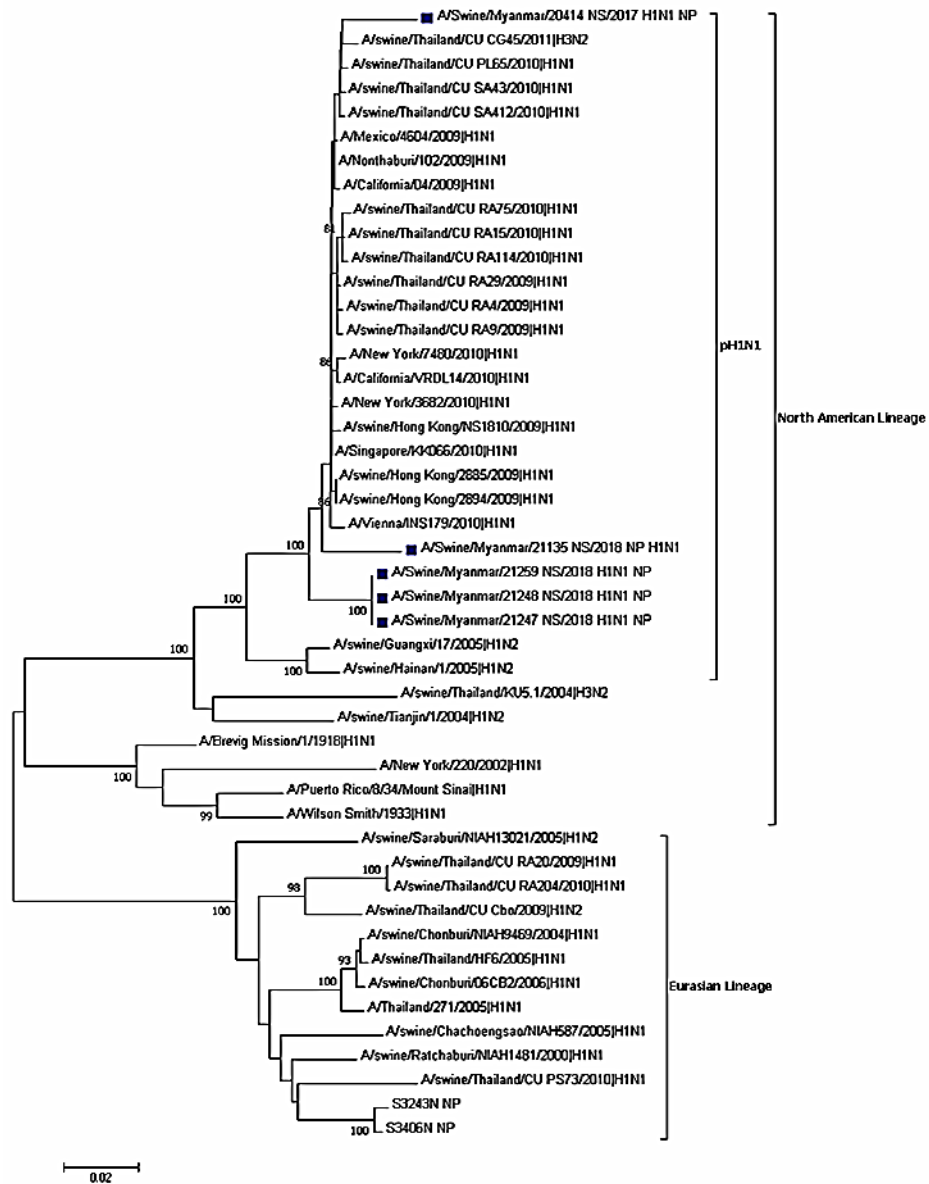 A/Swine/Myanmar/20414 NS/2017 H1N1 NP
A/swine/Thailand/CU CG45/2011|H3N2
A/swine/Thailand/CU PL65/2010|H1N1
A/swine/Thailand/CU SA43/2010|H1N1
A/swine/Thailand/CU SA412/2010|H1N1
A/Mexico/4604/2009|H1N1
A/Nonthaburi/102/2009|H1N1
A/California/04/2009|H1N1
A/swine/Thailand/CU RA75/2010|H1N1
81
A/swine/Thailand/CU RA15/2010|H1N1
A/swine/Thailand/CU RA114/2010|H1N1
A/swine/Thailand/CU RA29/2009|H1N1
A/swine/Thailand/CU RA4/2009|H1N1
A/swine/Thailand/CU RA9/2009|H1N1
pH1N1
A/New York/7480/2010|H1N1
86
A/California/VRDL14/2010|H1N1
A/New York/3682/2010|H1N1
North American Lineage
A/swine/Hong Kong/NS1810/2009|H1N1
A/Singapore/KK066/2010|H1N1
A/swine/Hong Kong/2885/2009|H1N1
86
A/swine/Hong Kong/2894/2009|H1N1
A/Vienna/INS179/2010|H1N1
100
A/Swine/Myanmar/21135 NS/2018 NP H1N1
A/Swine/Myanmar/21259 NS/2018 H1N1 NP
100
A/Swine/Myanmar/21248 NS/2018 H1N1 NP
100
A/Swine/Myanmar/21247 NS/2018 H1N1 NP
100
A/swine/Guangxi/17/2005|H1N2
100
A/swine/Hainan/1/2005|H1N2
A/swine/Thailand/KU5.1/2004|H3N2
A/swine/Tianjin/1/2004|H1N2
A/Brevig Mission/1/1918|H1N1
100
A/New York/220/2002|H1N1
A/Puerto Rico/8/34/Mount Sinai|H1N1
99
A/Wilson Smith/1933|H1N1
A/swine/Saraburi/NIAH13021/2005|H1N2
A/swine/Thailand/CU RA20/2009|H1N1
100
98
A/swine/Thailand/CU RA204/2010|H1N1
100
A/swine/Thailand/CU Cbo/2009|H1N2
A/swine/Chonburi/NIAH9469/2004|H1N1
93
A/swine/Thailand/HF6/2005|H1N1
100
A/swine/Chonburi/06CB2/2006|H1N1
Eurasian Lineage
A/Thailand/271/2005|H1N1
A/swine/Chachoengsao/NIAH587/2005|H1N1
A/swine/Ratchaburi/NIAH1481/2000|H1N1
A/swine/Thailand/CU PS73/2010|H1N1
S3243N NP
100
S3406N NP
0.02